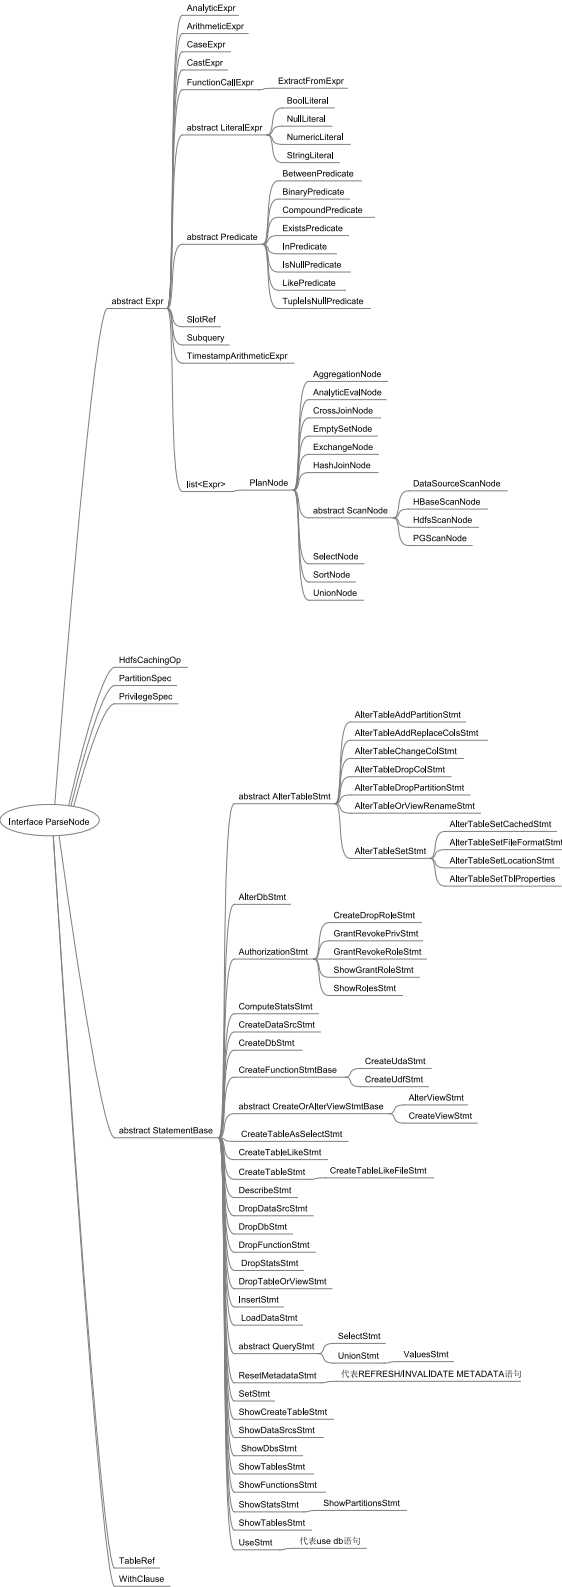 AnalyticExpr
ArithmeticExpr
CaseExpr
CastExpr
FunctionCallExpr
ExtractFromExpr
abstract LiteralExpr
BoolLiteral
NullLiteral
NumericLiteral
StringLiteral
abstract Predicate
BetweenPredicate
BinaryPredicate
CompoundPredicate
ExistsPredicate
InPredicate
IsNullPredicate
LikePredicate
TupleIsNullPredicate
abstract Expr
SlotRef
Subquery
TimestampArithmeticExpr
list<Expr>
PlanNode
AggregationNode
AnalyticEvalNode
CrossJoinNode
EmptySetNode
ExchangeNode
HashJoinNode
abstract ScanNode
DataSourceScanNode
HBaseScanNode
HdfsScanNode
PGScanNode
SelectNode
SortNode
UnionNode
HdfsCachingOp
PartitionSpec
PrivilegeSpec
Interface ParseNode
abstract AlterTableStmt
AlterTableAddPartitionStmt
AlterTableAddReplaceColsStmt
AlterTableChangeColStmt
AlterTableDropColStmt
AlterTableDropPartitionStmt
AlterTableOrViewRenameStmt
AlterTableSetStmt
AlterTableSetCachedStmt
AlterTableSetFileFormatStmt
AlterTableSetLocationStmt
AlterTableSetTblProperties
AlterDbStmt
AuthorizationStmt
CreateDropRoleStmt
GrantRevokePrivStmt
GrantRevokeRoleStmt
ShowGrantRoleStmt
ShowRolesStmt
ComputeStatsStmt
CreateDataSrcStmt
CreateDbStmt
CreateFunctionStmtBase
CreateUdaStmt
CreateUdfStmt
abstract CreateOrAlterViewStmtBase
AlterViewStmt
CreateViewStmt
abstract StatementBase
CreateTableAsSelectStmt
CreateTableLikeStmt
CreateTableStmt
CreateTableLikeFileStmt
DescribeStmt
DropDataSrcStmt
DropDbStmt
DropFunctionStmt
DropStatsStmt
DropTableOrViewStmt
InsertStmt
LoadDataStmt
abstract QueryStmt
SelectStmt
UnionStmt
ValuesStmt
ResetMetadataStmt
代表REFRESH/INVALIDATE METADATA语句
SetStmt
ShowCreateTableStmt
ShowDataSrcsStmt
ShowDbsStmt
ShowTablesStmt
ShowFunctionsStmt
ShowStatsStmt
ShowPartitionsStmt
ShowTablesStmt
UseStmt
代表use db语句
TableRef
WithClause